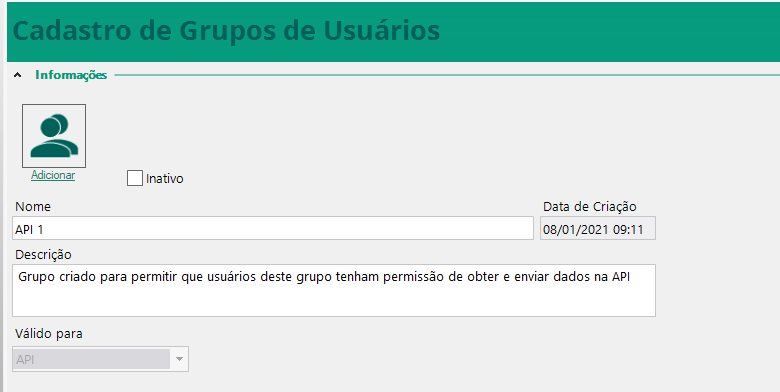 Cadastro de Grupos de Usuários
Informações
Adicionar
Inativo
Nome
Data de Criação
API 1
08/01/2021 09:11
Descrição
Grupo criado para permitir que usuários deste grupo tenham permissão de obter e enviar dados na API
Válido para
API